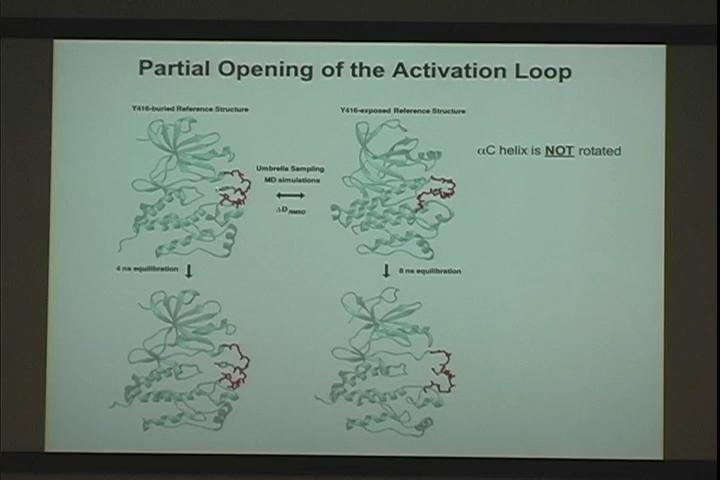 Partial Opening of the Activation Loop
Y416-buried Reference Structure
Y416-exposed Reference Structure
αC helix is NOT rotated
Umbrella Sampling
MD simulations
ΔD_RMSD
4 ns equilibration
8 ns equilibration